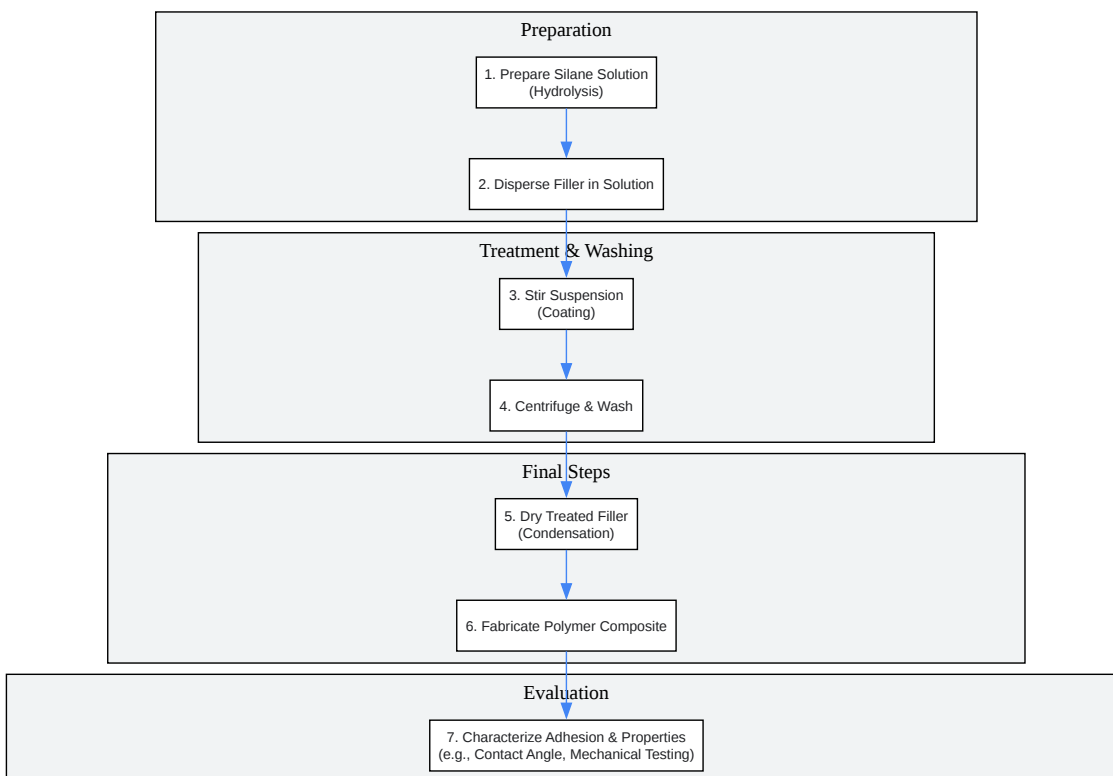 Preparation
1. Prepare Silane Solution
(Hydrolysis)
2. Disperse Filler in Solution
Treatment & Washing
3. Stir Suspension
(Coating)
4. Centrifuge & Wash
Final Steps
5. Dry Treated Filler
(Condensation)
6. Fabricate Polymer Composite
Evaluation
7. Characterize Adhesion & Properties
(e.g., Contact Angle, Mechanical Testing)